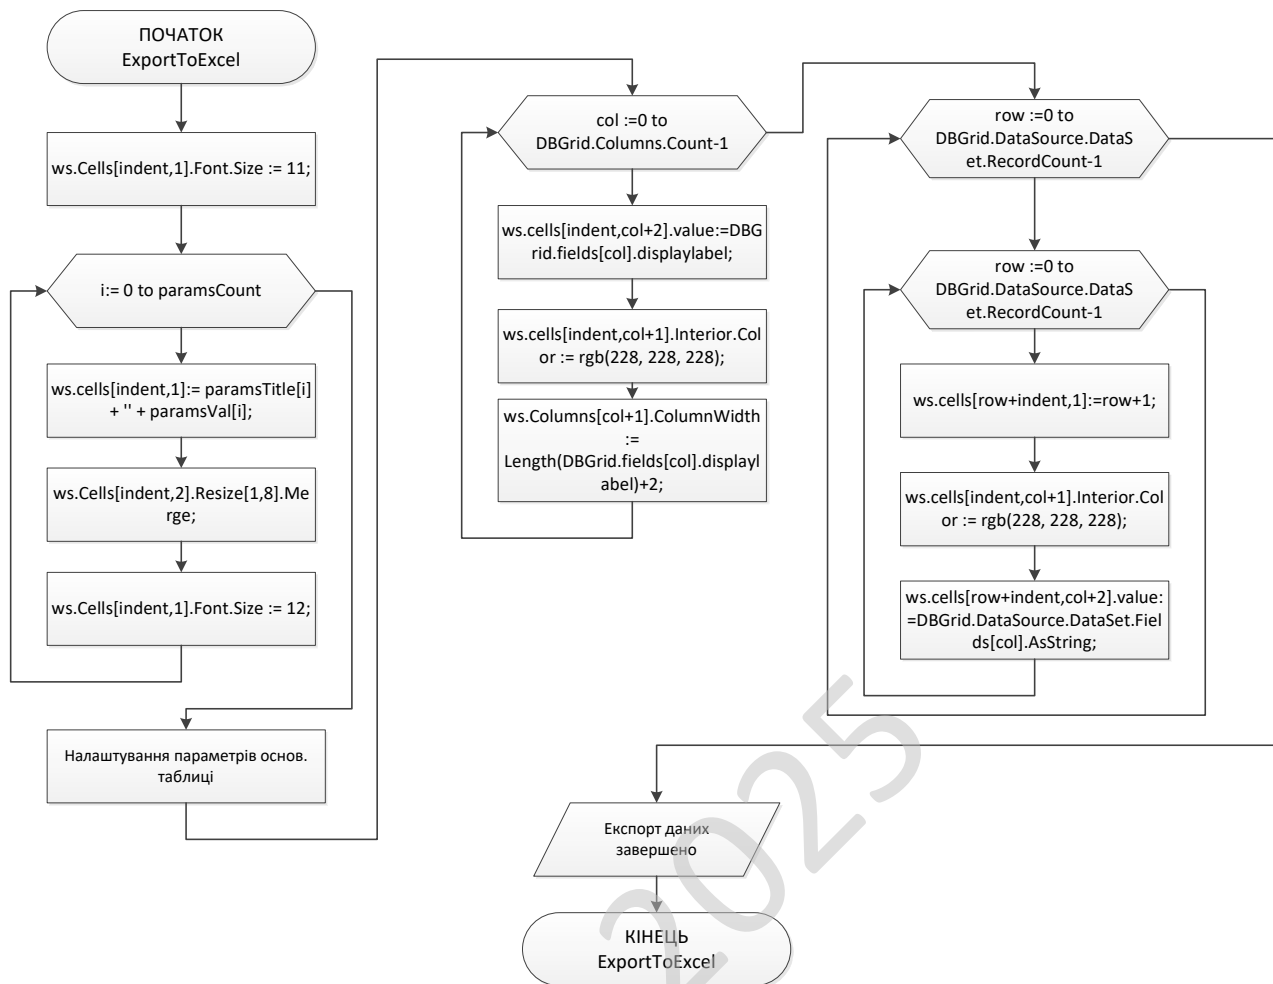 ПОЧАТОК
ExportToExcel
ws.Cells[indent,1].Font.Size := 11;
i:= 0 to paramsCount
ws.cells[indent,1]:= paramsTitle[i]
+ '' + paramsVal[i];
ws.Cells[indent,2].Resize[1,8].Me
rge;
ws.Cells[indent,1].Font.Size := 12;
Налаштування параметрів основ.
таблиці
col :=0 to
DBGrid.Columns.Count-1
ws.cells[indent,col+2].value:=DBG
rid.fields[col].displaylabel;
ws.cells[indent,col+1].Interior.Col
or := rgb(228, 228, 228);
ws.Columns[col+1].ColumnWidth
:=
Length(DBGrid.fields[col].displayl
abel)+2;
row :=0 to
DBGrid.DataSource.DataS
et.RecordCount-1
row :=0 to
DBGrid.DataSource.DataS
et.RecordCount-1
ws.cells[row+indent,1]:=row+1;
ws.cells[indent,col+1].Interior.Col
or := rgb(228, 228, 228);
ws.cells[row+indent,col+2].value:
=DBGrid.DataSource.DataSet.Fiel
ds[col].AsString;
Експорт даних
завершено
КІНЕЦЬ
ExportToExcel
2025